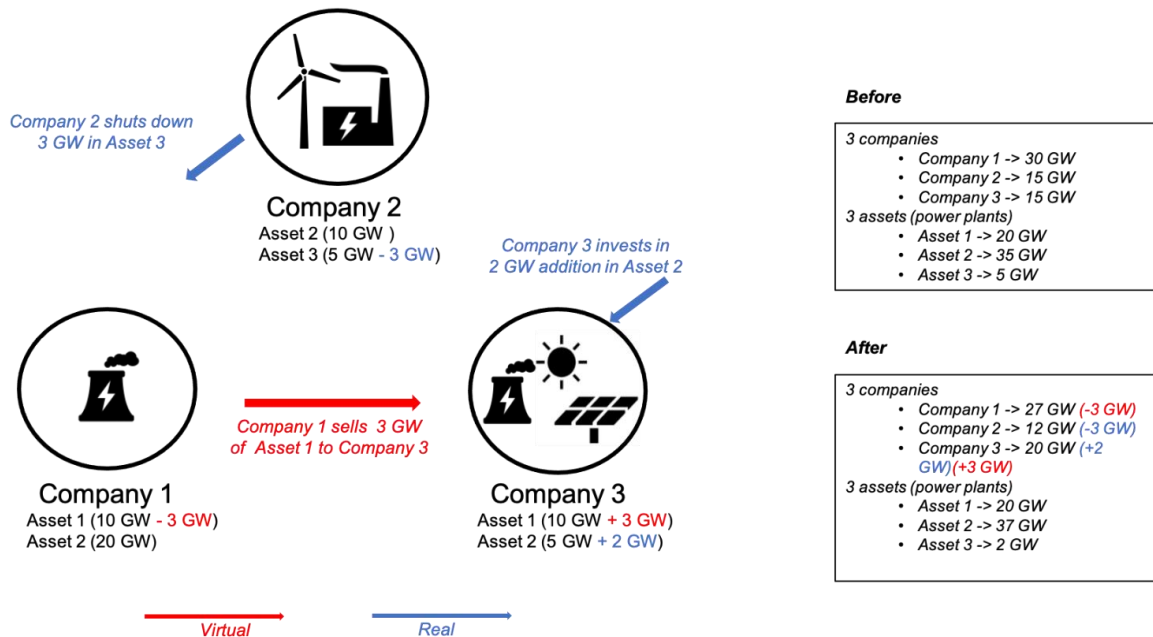 Company 2 shuts down
3 GW in Asset 3
Company 2
Asset 2 (10 GW )
Asset 3 (5 GW - 3 GW)
Company 3 invests in
2 GW addition in Asset 2
Company 1 sells  3 GW
of  Asset 1 to Company 3
Company 1
Asset 1 (10 GW - 3 GW)
Asset 2 (20 GW)
Company 3
Asset 1 (10 GW + 3 GW)
Asset 2 (5 GW + 2 GW)
Virtual
Real
Before
3 companies
• Company 1 -> 30 GW
• Company 2 -> 15 GW
• Company 3 -> 15 GW
3 assets (power plants)
• Asset 1 -> 20 GW
• Asset 2 -> 35 GW
• Asset 3 -> 5 GW
After
3 companies
• Company 1 -> 27 GW (-3 GW)
• Company 2 -> 12 GW (-3 GW)
• Company 3 -> 20 GW (+2
GW)(+3 GW)
3 assets (power plants)
• Asset 1 -> 20 GW
• Asset 2 -> 37 GW
• Asset 3 -> 2 GW